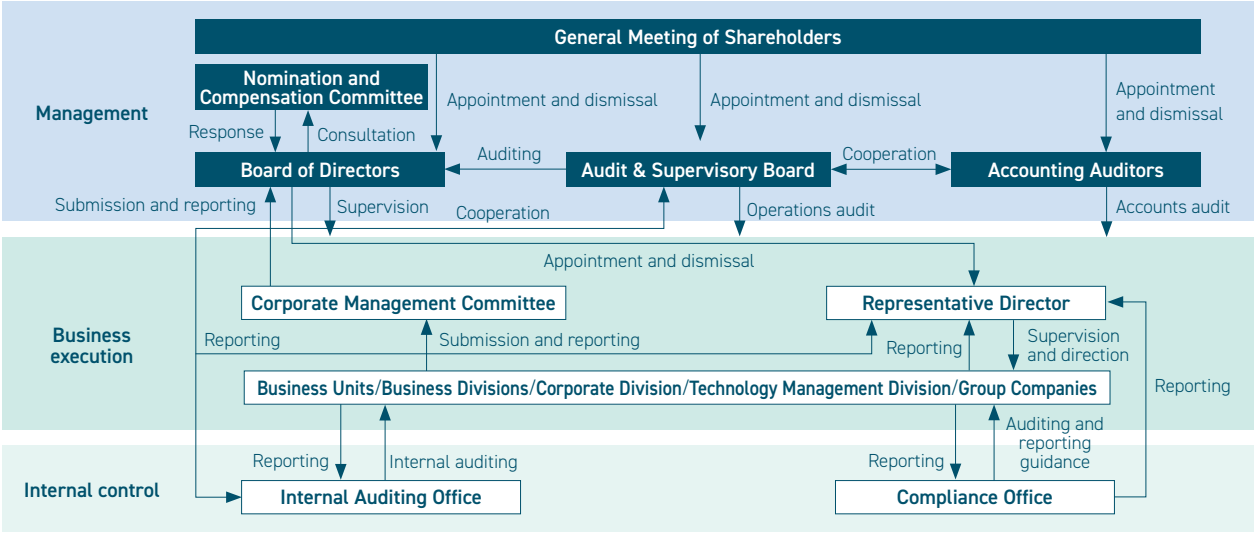 General Meeting of Shareholders
Nomination and
Compensation Committee
Management
Appointment and dismissal
Appointment and dismissal
Appointment
and dismissal
Response
Consultation
Auditing
Cooperation
Board of Directors
Audit & Supervisory Board
Accounting Auditors
Submission and reporting
Supervision
Cooperation
Operations audit
Accounts audit
Appointment and dismissal
Corporate Management Committee
Representative Director
Business
execution
Reporting
Submission and reporting
Reporting
Supervision
and direction
Reporting
Business Units/Business Divisions/Corporate Division/Technology Management Division/Group Companies
Reporting
Internal auditing
Reporting
Auditing and
reporting
guidance
Internal control
Internal Auditing Office
Compliance Office